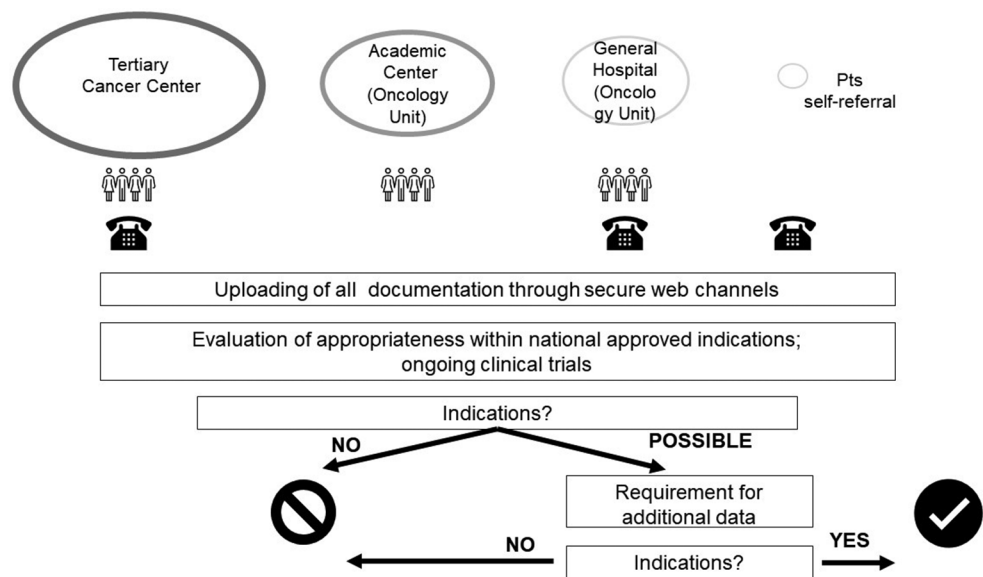 Tertiary
Cancer Center
Academic
Center
(Oncology
Unit)
General
Hospital
(Oncolo
gy Unit)
Pts
self-referral
Uploading of all documentation through secure web channels
Evaluation of appropriateness within national approved indications;
ongoing clinical trials
Indications?
NO
POSSIBLE
Requirement for
additional data
NO
Indications?
YES